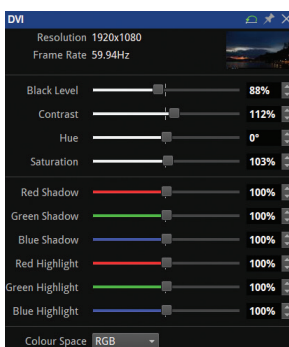 DVI
Resolution 1920x1080
Frame Rate 59.94Hz
Black Level 88%
Contrast 112%
Hue 0°
Saturation 103%
Red Shadow 100%
Green Shadow 100%
Blue Shadow 100%
Red Highlight 100%
Green Highlight 100%
Blue Highlight 100%
Colour Space RGB